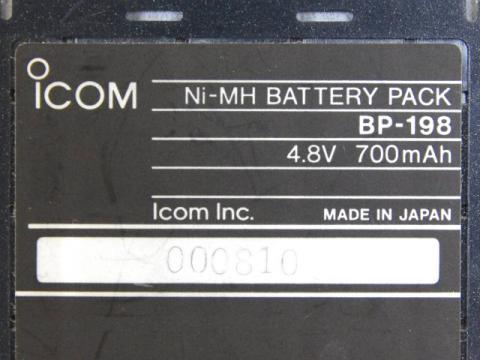 ICOM
Ni-MH BATTERY PACK
BP-198
4.8V 700mAh
Icom Inc. MADE IN JAPAN
000810